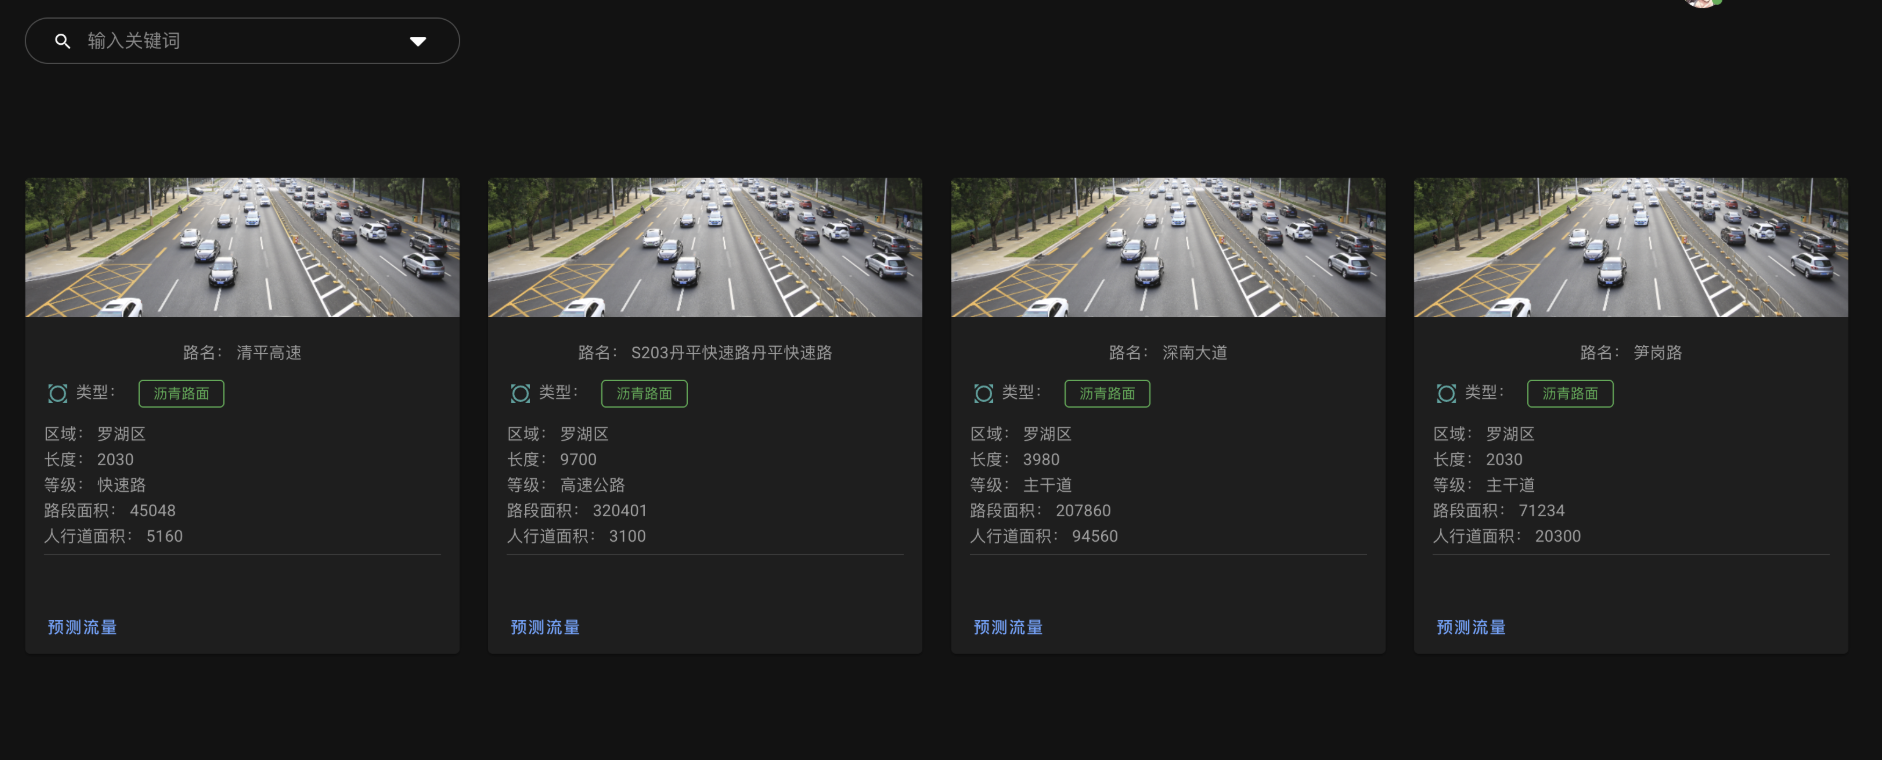 输入关键词
路名： 清平高速
类型： 沥青路面
区域： 罗湖区
长度： 2030
等级： 快速路
路段面积： 45048
人行道面积： 5160
预测流量
路名： S203丹平快速路丹平快速路
类型： 沥青路面
区域： 罗湖区
长度： 9700
等级： 高速公路
路段面积： 320401
人行道面积： 3100
预测流量
路名： 深南大道
类型： 沥青路面
区域： 罗湖区
长度： 3980
等级： 主干道
路段面积： 207860
人行道面积： 94560
预测流量
路名： 笋岗路
类型： 沥青路面
区域： 罗湖区
长度： 2030
等级： 主干道
路段面积： 71234
人行道面积： 20300
预测流量